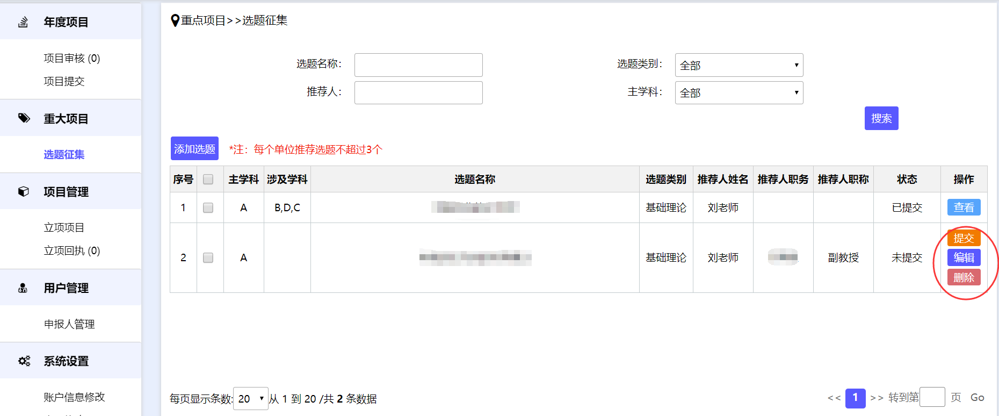 年度项目
项目审核 (0)
项目提交
重大项目
选题征集
项目管理
立项项目
立项回执 (0)
用户管理
申报人管理
系统设置
账户信息修改
重点项目>>选题征集
选题名称： 选题类别： 全部
推荐人： 主学科： 全部
搜索
添加选题 *注：每个单位推荐选题不超过3个
序号 主学科 涉及学科 选题名称 选题类别 推荐人姓名 推荐人职务 推荐人职称 状态 操作
1 A B,D,C 基础理论 刘老师 已提交 查看
2 A 基础理论 刘老师 副教授 未提交 提交 编辑 删除
每页显示条数: 20 从 1 到 20 /共 2 条数据 << 1 >> 转到第 页 Go